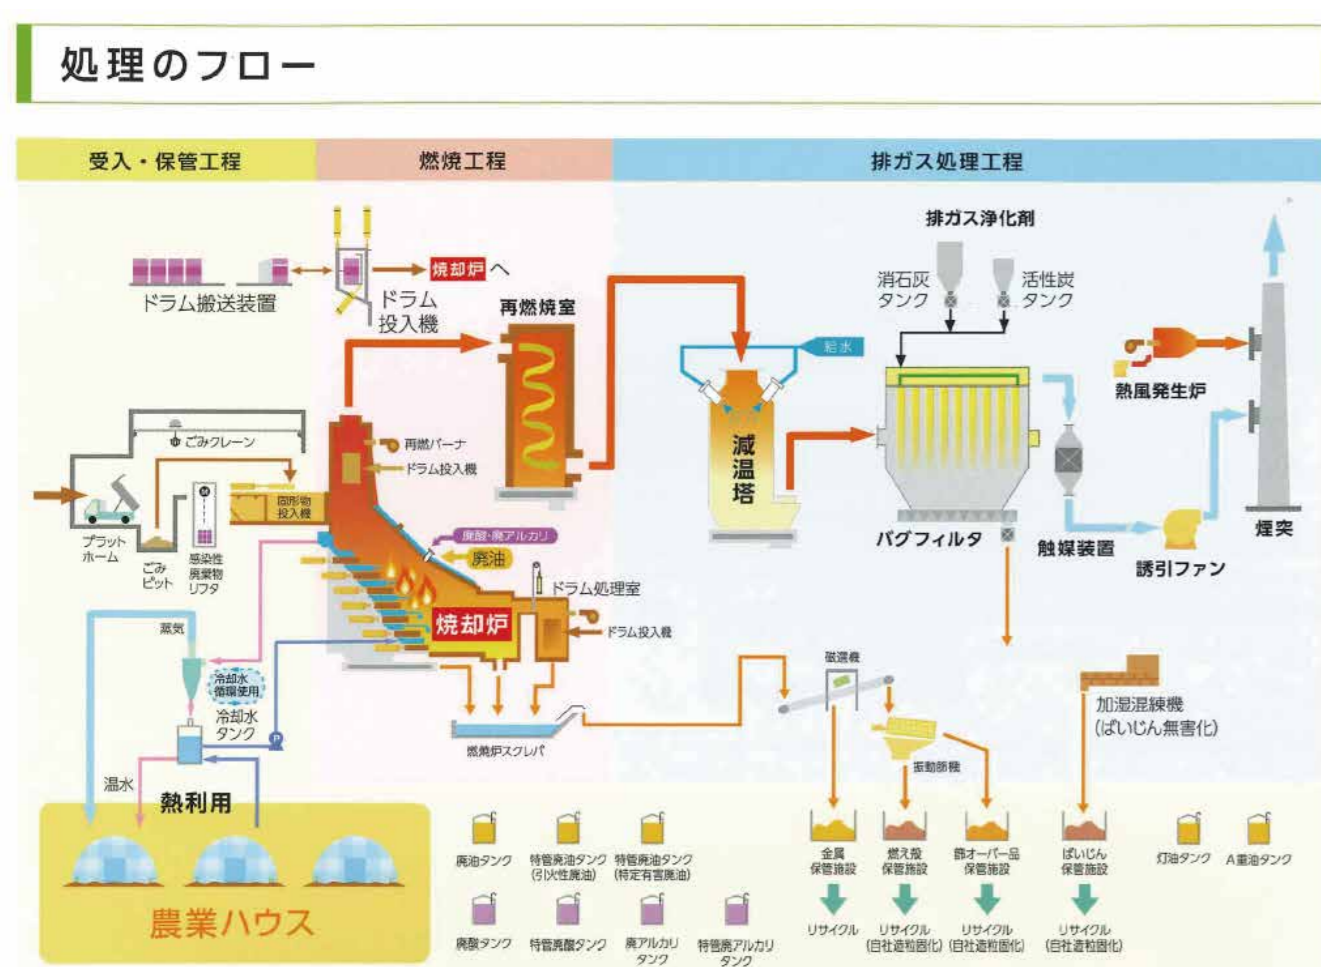 処理のフロー
受入・保管工程
燃焼工程
排ガス処理工程
ドラム搬送装置
ドラム
投入機
焼却炉へ
再燃焼室
排ガス浄化剤
消石灰
タンク
活性炭
タンク
給水
熱風発生炉
ごみクレーン
再燃バーナ
ドラム投入機
固形物
投入機
減温塔
バグフィルタ
触媒装置
誘引ファン
煙突
プラット
ホーム
ごみ
ピット
感染性
廃棄物
リフタ
廃酸・廃アルカリ
廃油
ドラム処理室
焼却炉
ドラム投入機
蒸気
冷却水
循環使用
冷却水
タンク
P
燃焼炉スクレパ
磁選機
振動篩機
加湿混練機
(ばいじん無害化)
温水
熱利用
農業ハウス
廃油タンク
特管廃油タンク
(引火性廃油)
特管廃油タンク
(特定有害廃油)
廃酸タンク
特管廃酸タンク
廃アルカリ
タンク
特管廃アルカリ
タンク
金属
保管施設
燃え殻
保管施設
篩オーバー品
保管施設
ばいじん
保管施設
灯油タンク
A重油タンク
リサイクル
リサイクル
(自社造粒固化)
リサイクル
(自社造粒固化)
リサイクル
(自社造粒固化)